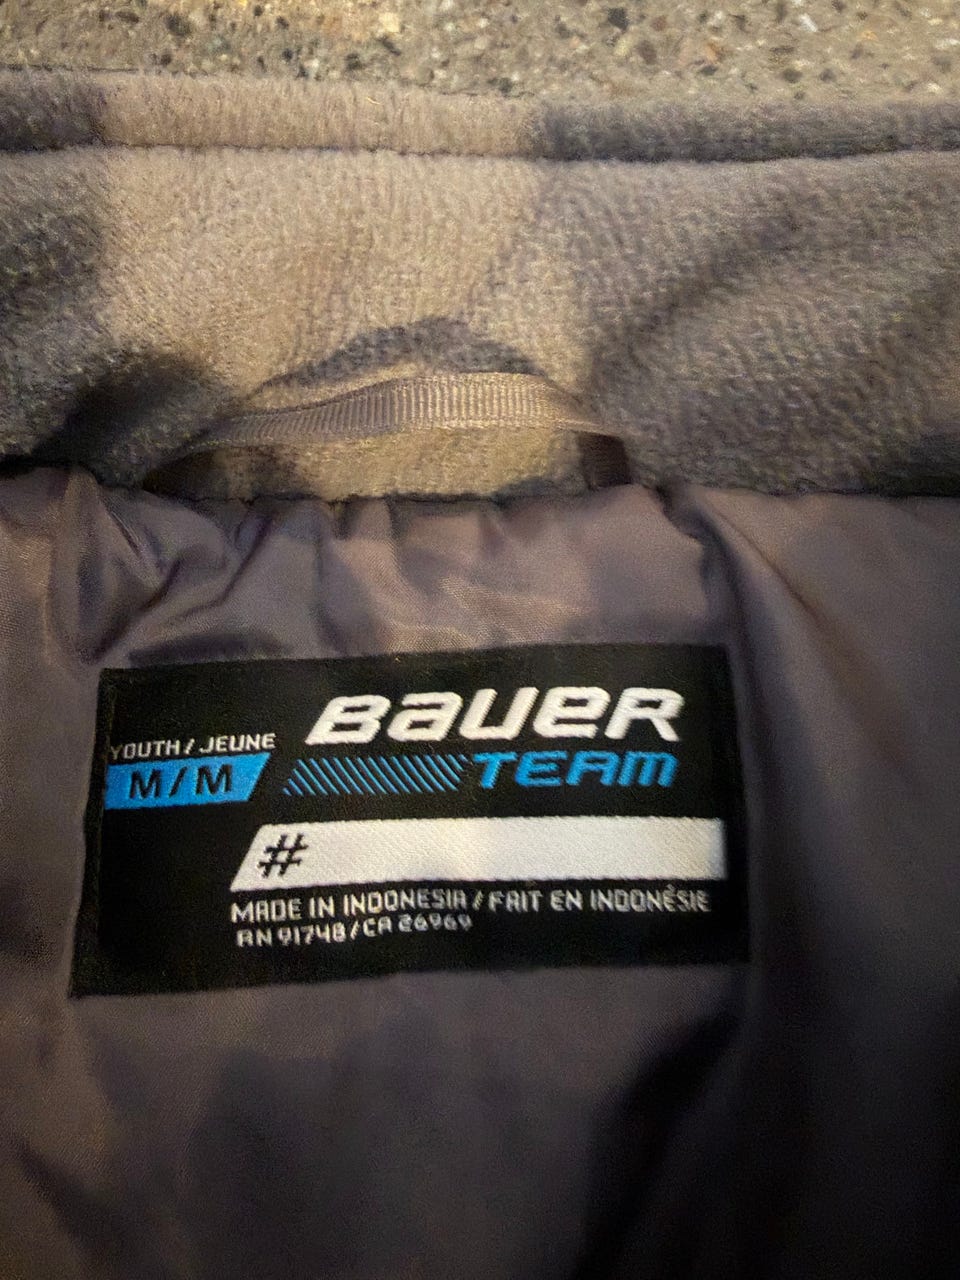 BAUER
YOUTH / JEUNE
M/M
TEAM
#
MADE IN INDONESIA / FAIT EN INDONÉSIE
RN 91748 / CA 26969